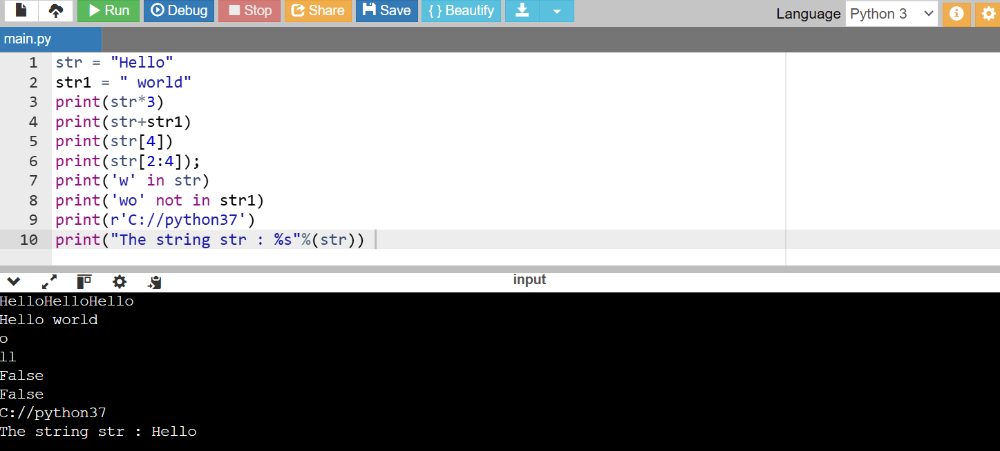 Run Debug Stop Share Save { } Beautify Language Python 3
main.py
1 str = "Hello"
2 str1 = " world"
3 print(str*3)
4 print(str+str1)
5 print(str[4])
6 print(str[2:4]);
7 print('w' in str)
8 print('wo' not in str1)
9 print(r'C://python37')
10 print("The string str : %s"%(str))
input
HelloHelloHello
Hello world
o
ll
False
False
C://python37
The string str : Hello